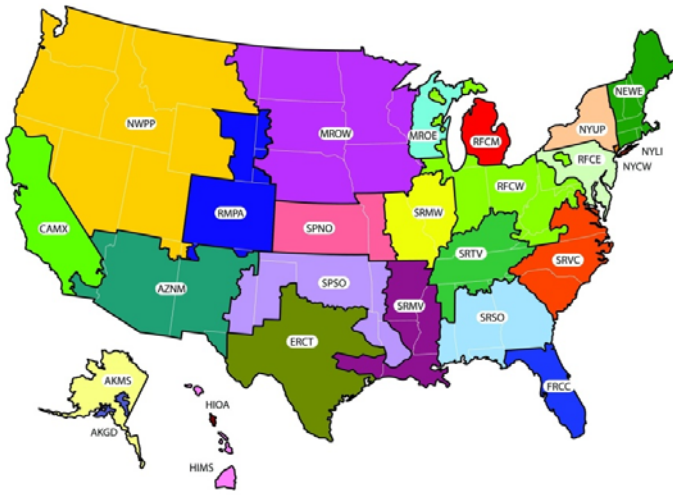 NEWE
NWPP
MROW
MROE
RFCM
NYUP
NYLI
RFCE
NYCW
RFCW
RMPA
SPNO
SRMW
CAMX
SRTV
SRVC
AZNM
SPSO
SRMV
ERCT
SRSO
AKMS
FRCC
HIOA
AKGD
HIMS